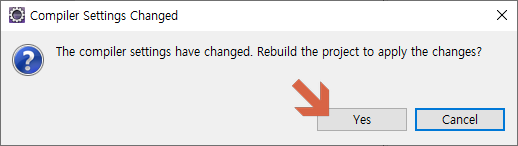 Compiler Settings Changed
The compiler settings have changed. Rebuild the project to apply the changes?
Yes
Cancel